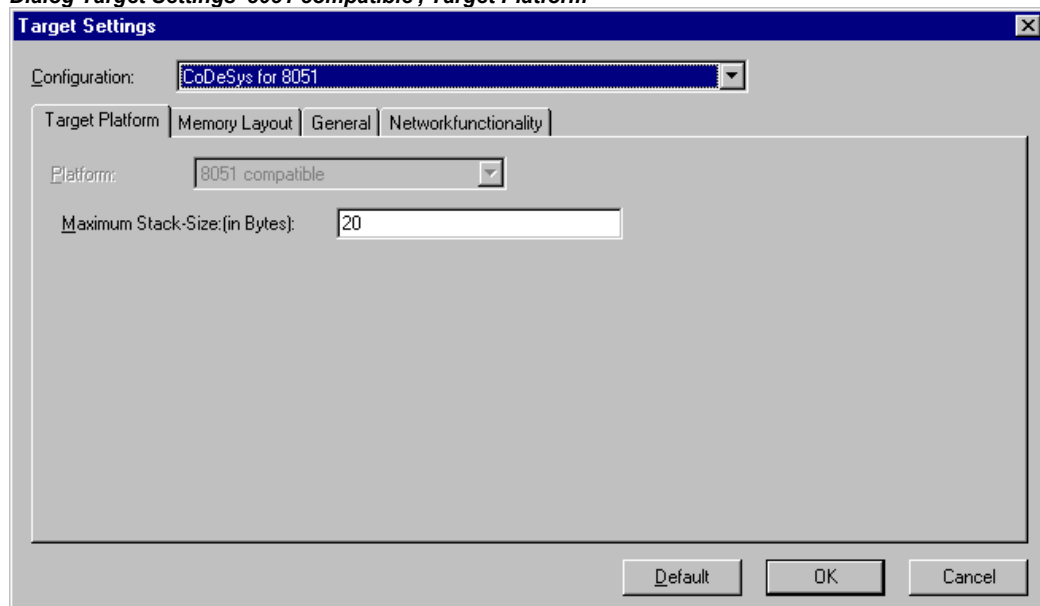 Dialog Target Settings '8051 compatible', Target Platform
Target Settings
Configuration: CoDeSys for 8051
Target Platform Memory Layout General Networkfunctionality
Platform: 8051 compatible
Maximum Stack-Size:(in Bytes): 20
Default OK Cancel